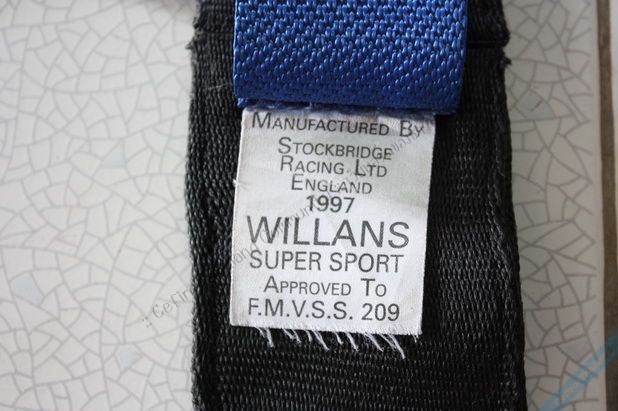 MANUFACTURED BY
STOCKBRIDGE
RACING LTD
ENGLAND
1997
WILLANS
SUPER SPORT
APPROVED TO
F.M.V.S.S. 209